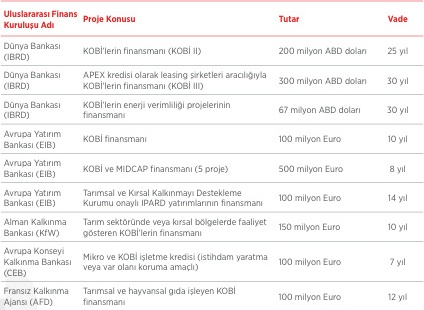 Uluslararası Finans Kuruluşu Adı Proje Konusu Tutar Vade
Dünya Bankası (IBRD) KOBİ'lerin finansmanı (KOBİ II) 200 milyon ABD doları 25 yıl
Dünya Bankası (IBRD) APEX kredisi olarak leasing şirketleri aracılığıyla KOBİ'lerin finansmanı (KOBİ III) 300 milyon ABD doları 30 yıl
Dünya Bankası (IBRD) KOBİ'lerin enerji verimliliği projelerinin finansmanı 67 milyon ABD doları 30 yıl
Avrupa Yatırım Bankası (EIB) KOBİ finansmanı 100 milyon Euro 10 yıl
Avrupa Yatırım Bankası (EIB) KOBİ ve MIDCAP finansmanı (5 proje) 500 milyon Euro 8 yıl
Avrupa Yatırım Bankası (EIB) Tarımsal ve Kırsal Kalkınmayı Destekleme Kurumu onaylı IPARD yatırımlarının finansmanı 100 milyon Euro 14 yıl
Alman Kalkınma Bankası (KfW) Tarım sektöründe veya kırsal bölgelerde faaliyet gösteren KOBİ'lerin finansmanı 150 milyon Euro 10 yıl
Avrupa Konseyi Kalkınma Bankası (CEB) Mikro ve KOBİ işletme kredisi (istihdam yaratma veya var olanı koruma amaçlı) 100 milyon Euro 7 yıl
Fransız Kalkınma Ajansı (AFD) Tarımsal ve hayvansal gıda işleyen KOBİ finansmanı 100 milyon Euro 12 yıl